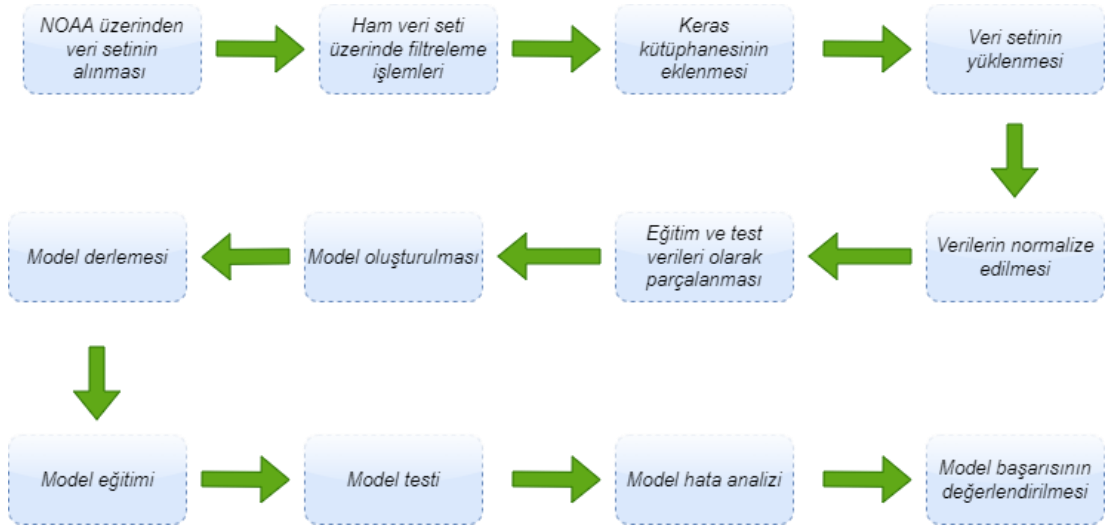 NOAA üzerinden
veri setinin
alınması
Ham veri seti
üzerinde filtreleme
işlemleri
Keras
kütüphanesinin
eklenmesi
Veri setinin
yüklenmesi
Verilerin normalize
edilmesi
Eğitim ve test
verileri olarak
parçalanması
Model oluşturulması
Model derlemesi
Model eğitimi
Model testi
Model hata analizi
Model başarısının
değerlendirilmesi